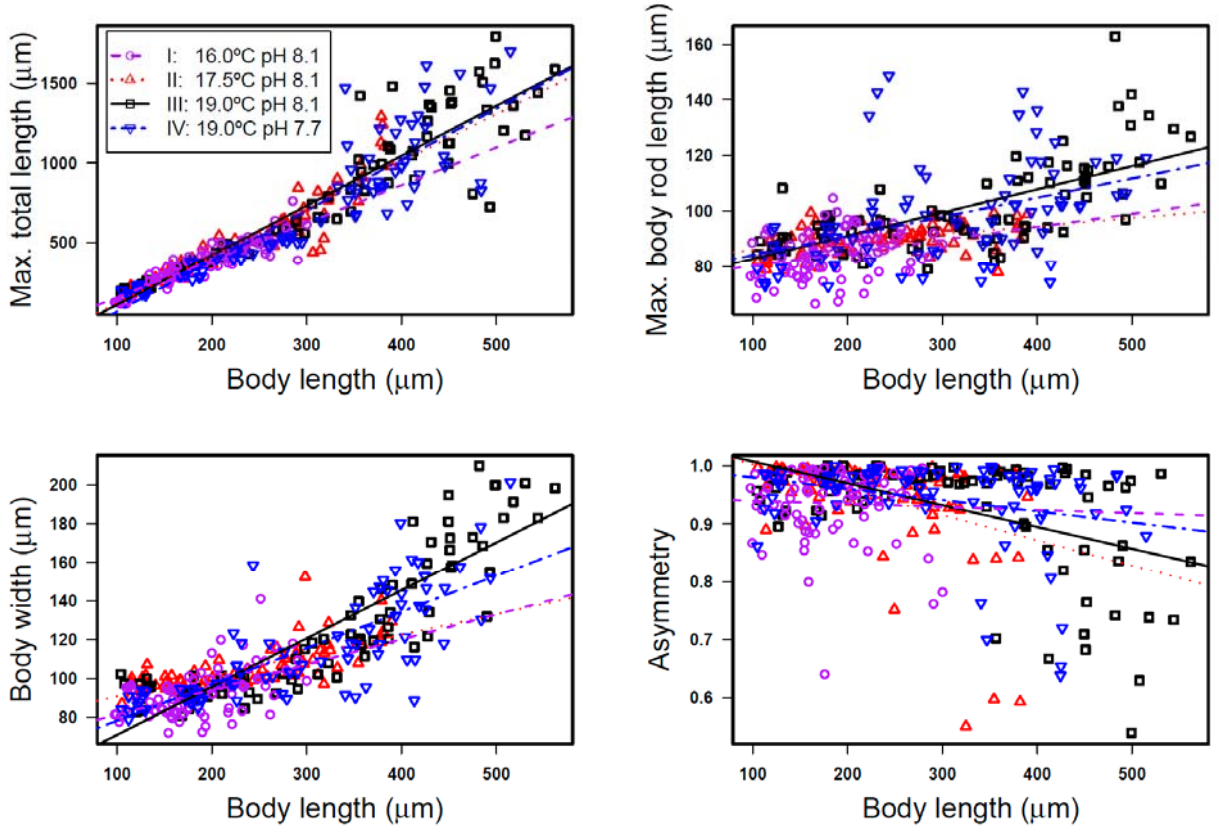 Max. total length (μm)
1500
1000
500
I: 16.0ºC pH 8.1
II: 17.5ºC pH 8.1
III: 19.0ºC pH 8.1
IV: 19.0ºC pH 7.7
100 200 300 400 500
Body length (μm)
Max. body rod length (μm)
160
140
120
100
80
100 200 300 400 500
Body length (μm)
Body width (μm)
200
180
160
140
120
100
80
100 200 300 400 500
Body length (μm)
Asymmetry
1.0
0.9
0.8
0.7
0.6
100 200 300 400 500
Body length (μm)